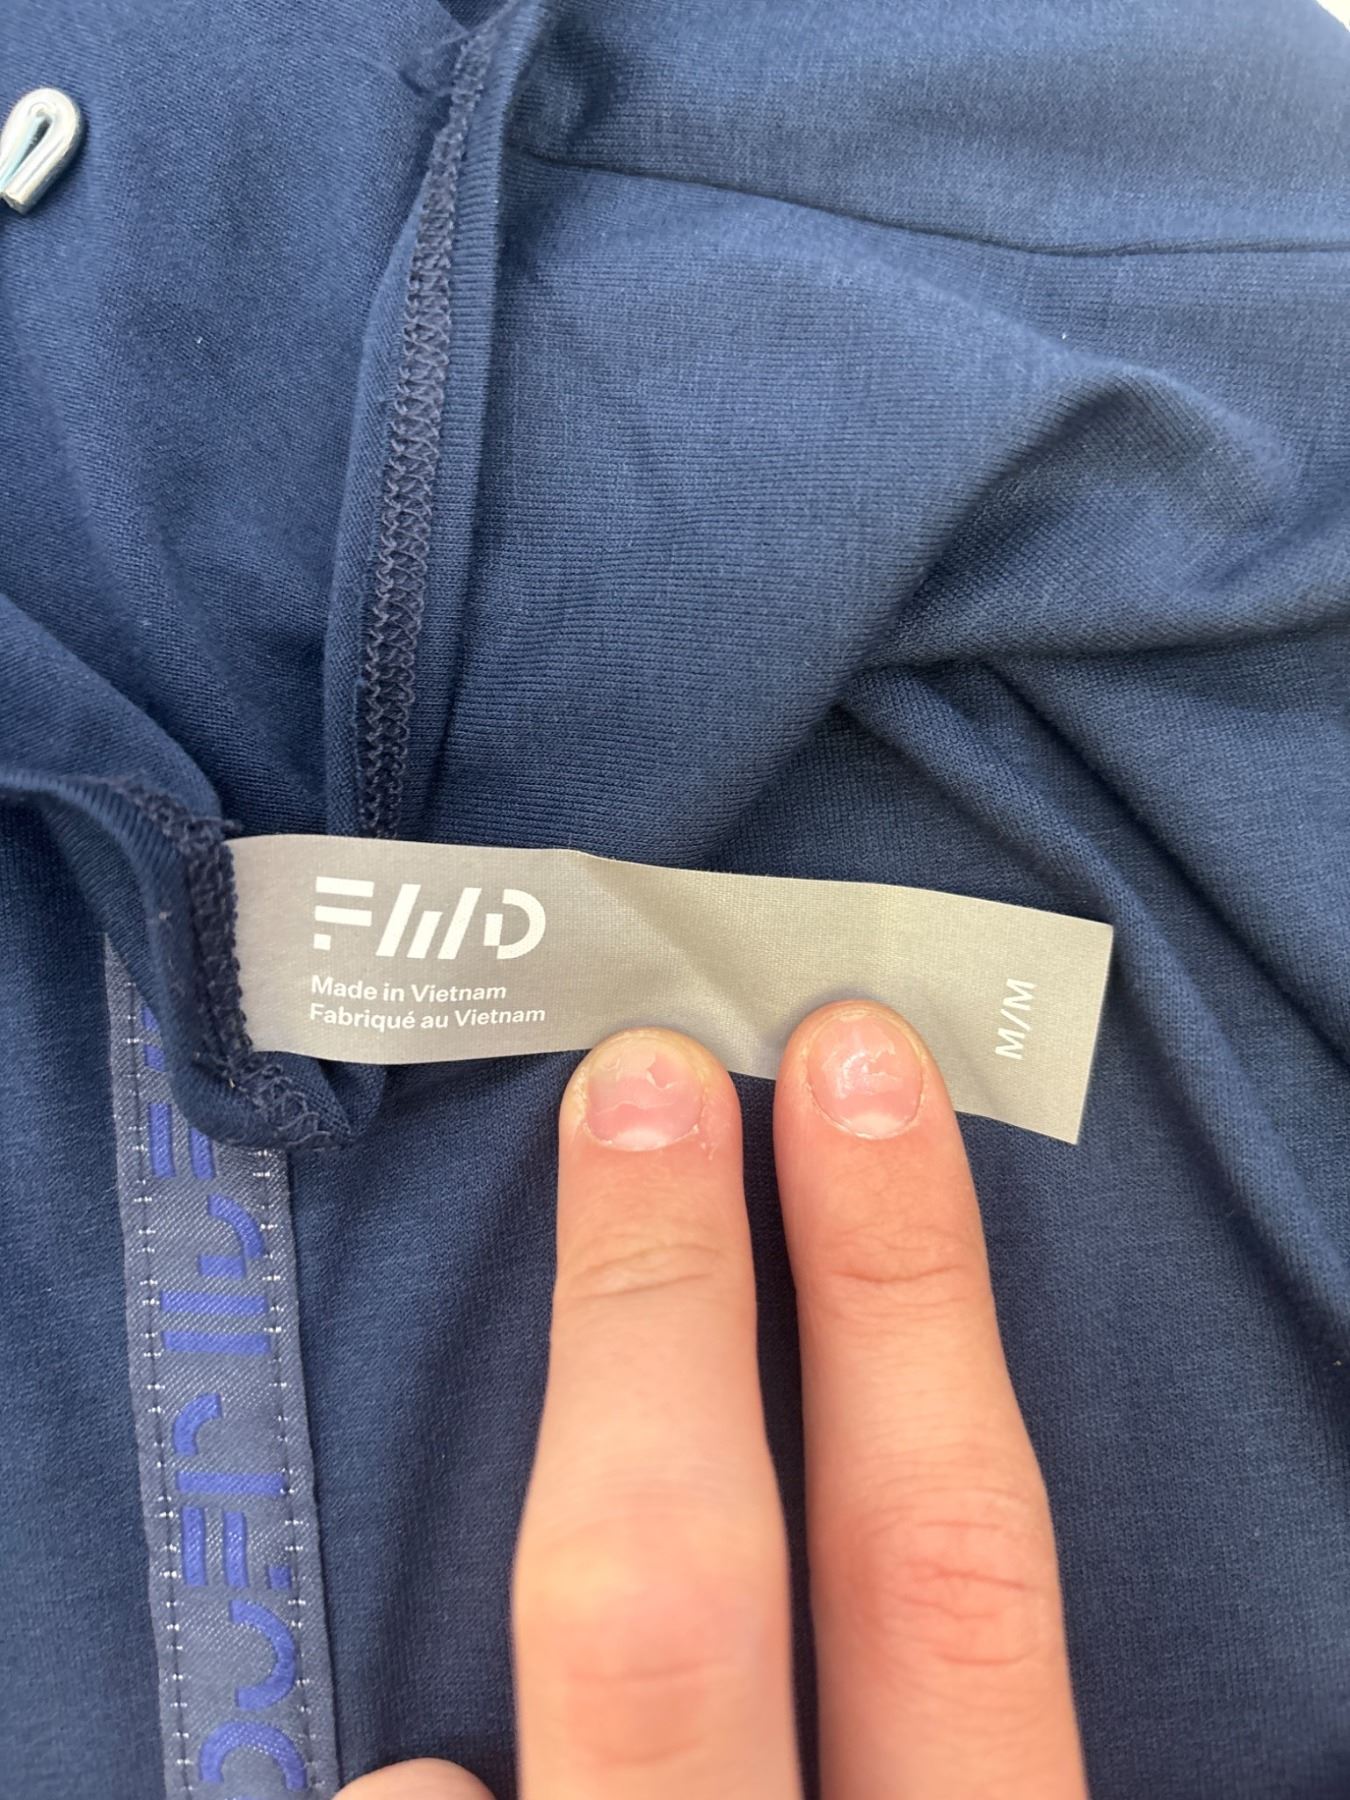 FWD
Made in Vietnam
Fabriqué au Vietnam
M/M